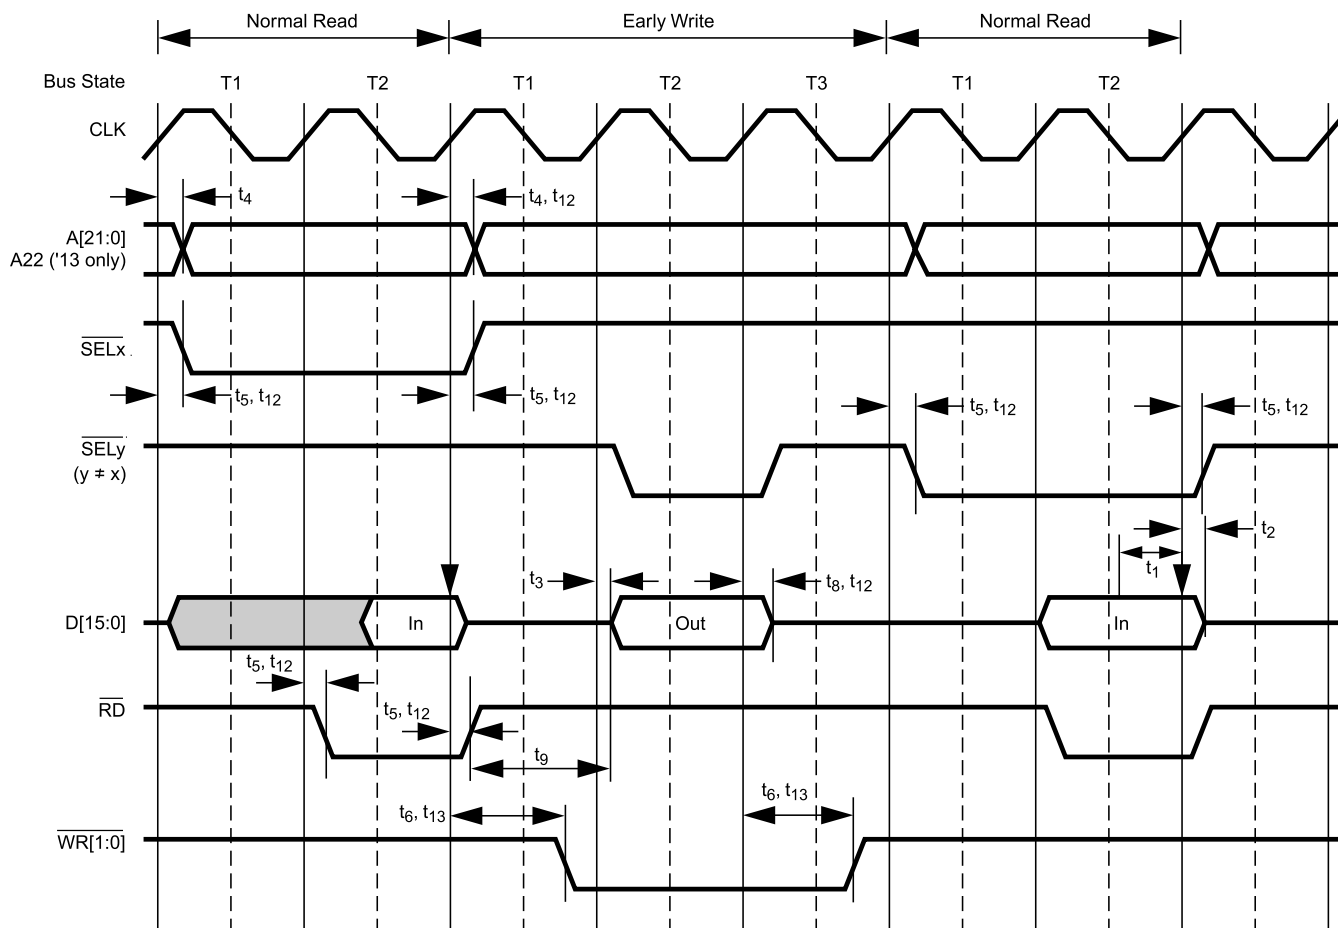 Normal Read Early Write Normal Read
Bus State T1 T2 T1 T2 T3 T1 T2
CLK
t4 t4, t12
A[21:0]
A22 ('13 only)
SELx
t5, t12 t5, t12 t5, t12 t5, t12
SELy
(y ≠ x)
t2
t1
t3 t8, t12
D[15:0] In Out In
t5, t12
RD t5, t12
t9
t6, t13 t6, t13
WR[1:0]